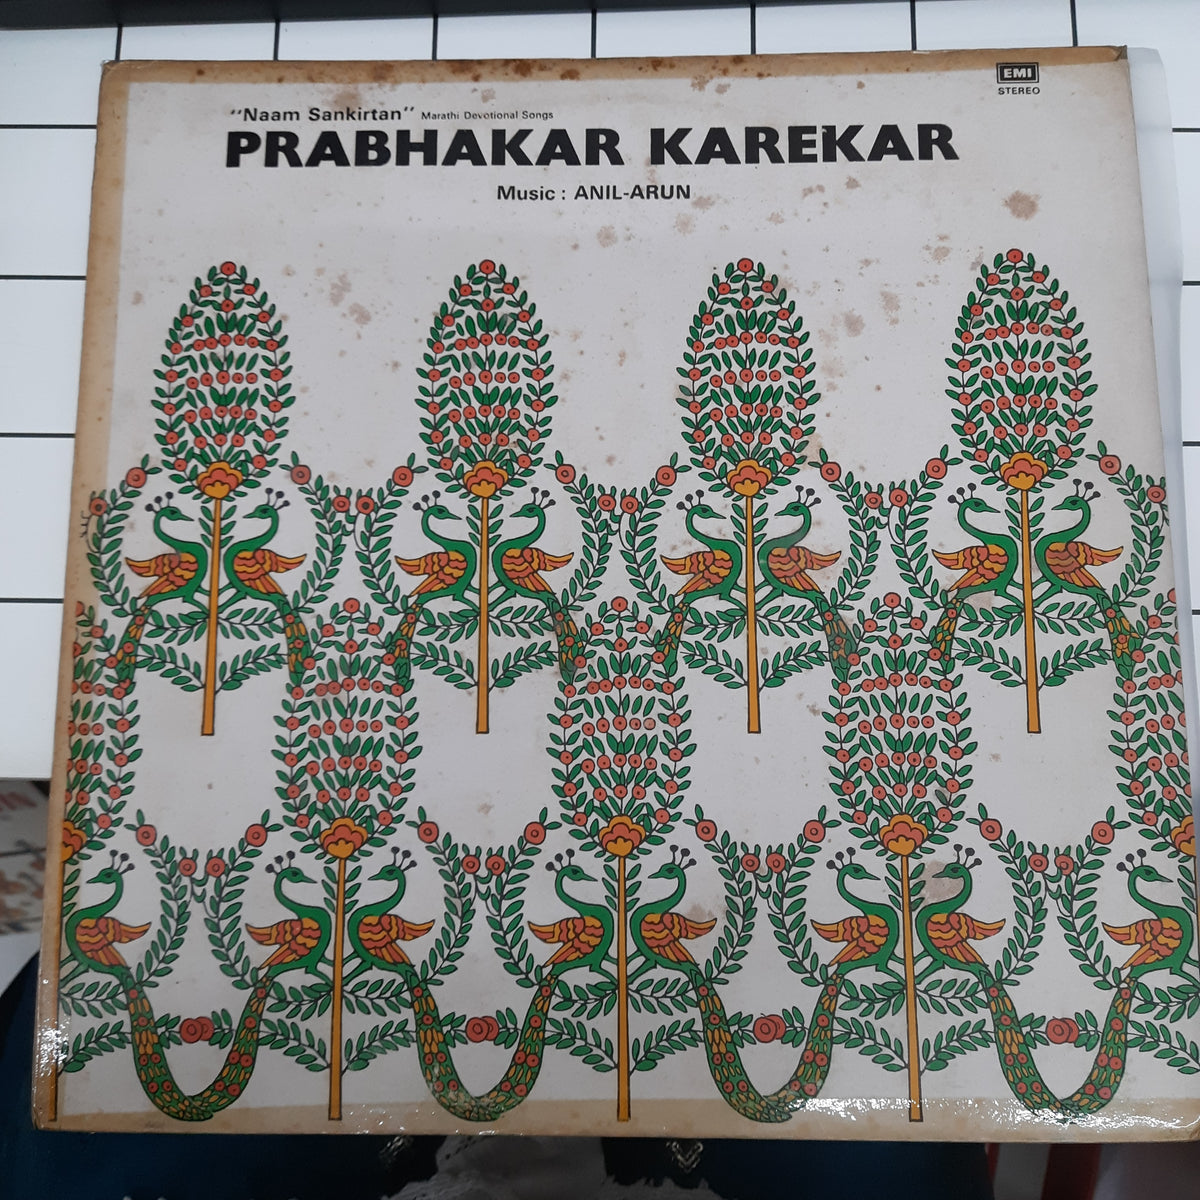 EMI
STEREO
"Naam Sankirtan" Marathi Devotional Songs
PRABHAKAR KAREKAR
Music : ANIL-ARUN